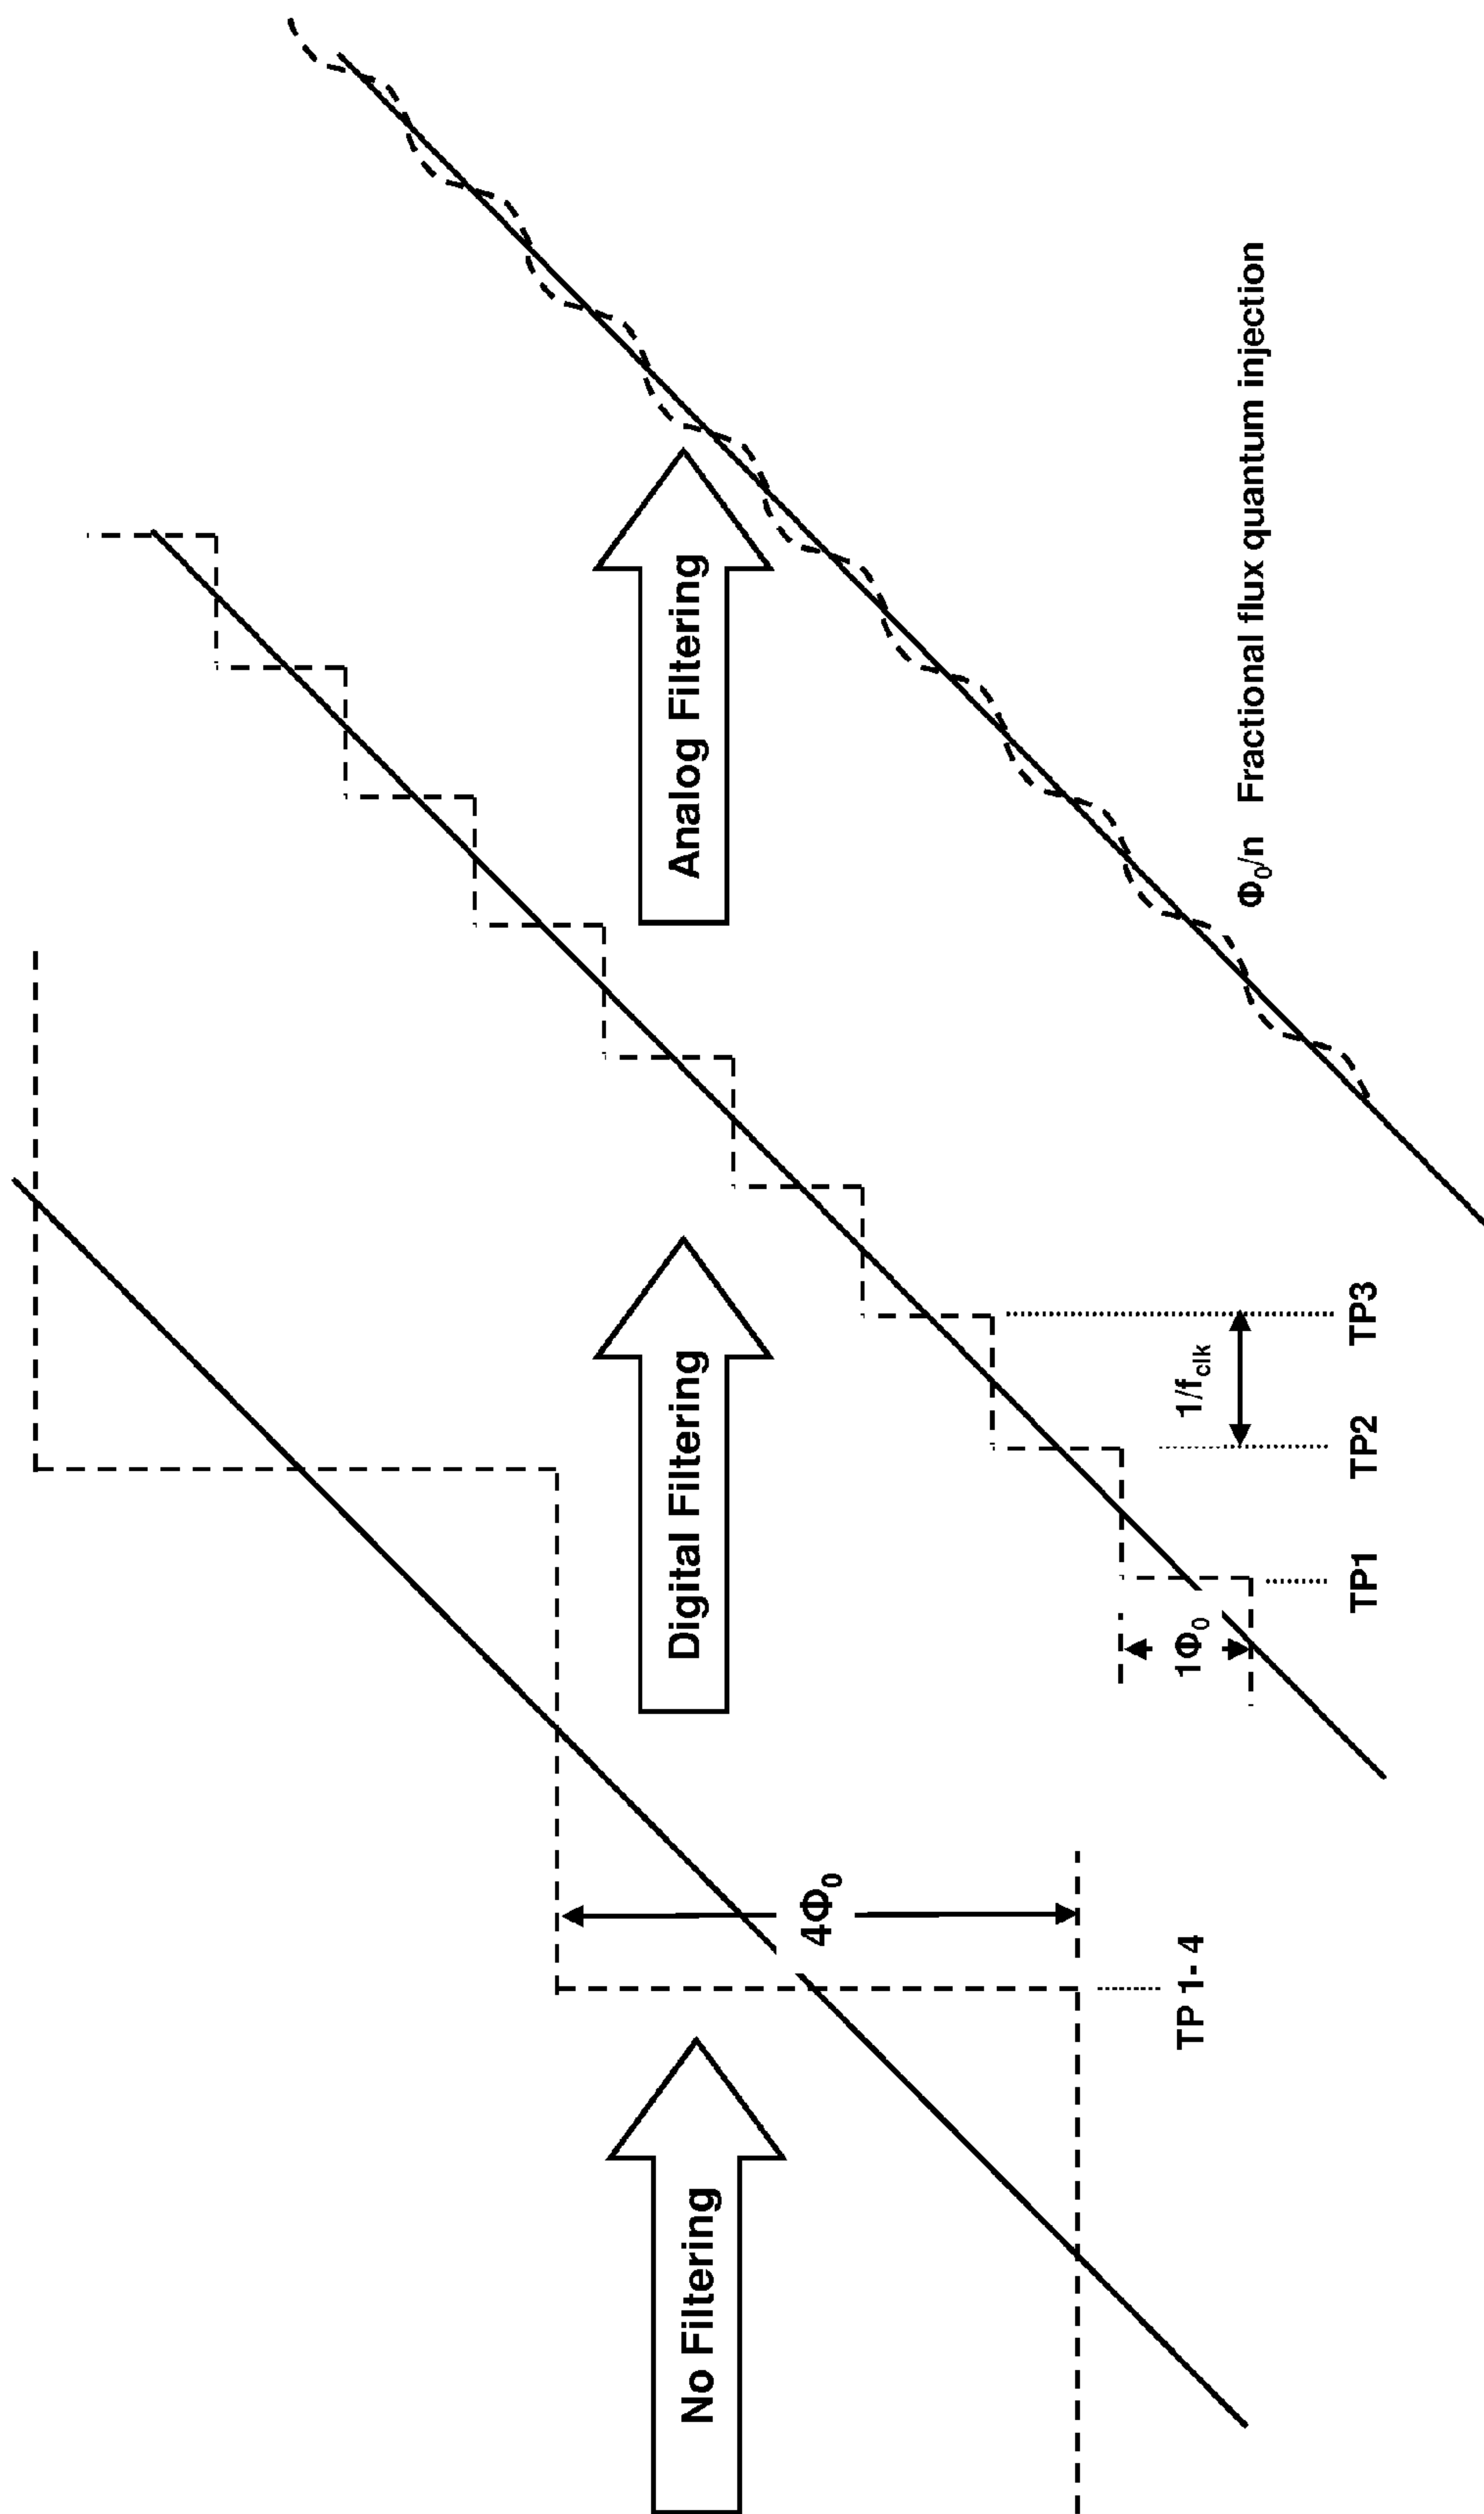 No Filtering
4Φ0
TP 1- 4
Digital Filtering
1Φ0
1/fclk
TP1
TP2
TP3
Analog Filtering
Φ0/n Fractional flux quantum injection